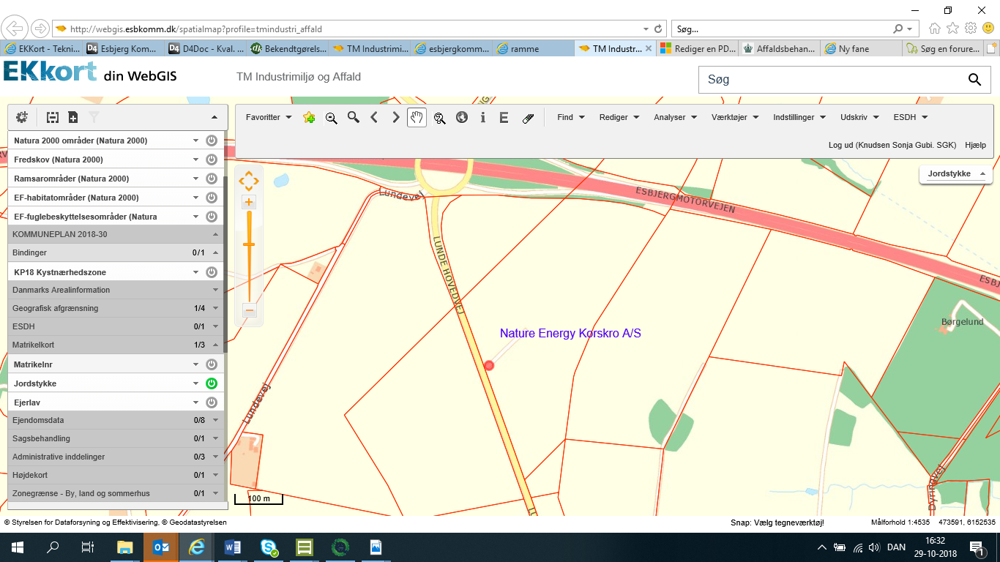 http://webgis.esbkomm.dk/spatialmap?profile=tmindustri_affald
Søg...
EKKort - Tekni...
Esbjerg Kom...
D4Doc - Kval. ...
Bekendtgørels...
TM Industrimi...
esbjergkomm...
ramme
TM Industr...
Rediger en PD...
Affaldsbehan...
Ny fane
Søg en forure...
EKkort din WebGIS
TM Industrimiljø og Affald
Søg
Favoritter
Find
Rediger
Analyser
Værktøjer
Indstillinger
Udskriv
ESDH
Log ud (Knudsen Sonja Gubi. SGK)
Hjælp
Jordstykke
Natura 2000 områder (Natura 2000)
Fredskov (Natura 2000)
Ramsarområder (Natura 2000)
EF-habitatområder (Natura 2000)
EF-fuglebeskyttelsesområder (Natura
KOMMUNEPLAN 2018-30
Bindinger 0/1
KP18 Kystnærhedszone
Danmarks Arealinformation
Geografisk afgrænsning 1/4
ESDH 0/1
Matrikelkort 1/3
Matrikelnr
Jordstykke
Ejerlav
Ejendomsdata 0/8
Sagsbehandling 0/1
Administrative inddelinger 0/3
Højdekort 0/1
Zonegrænse - By, land og sommerhus 0/1
Lundevej
ESBJERGMOTORVEJEN
ESBJ
LUNDE HOVEDVEJ
Børgelund
Nature Energy Korskro A/S
Lundevej
Dyringvej
100 m
© Styrelsen for Dataforsyning og Effektivisering, © Geodatastyrelsen
Snap: Vælg tegneværktøj!
Målforhold 1:4535
473591, 6152535
DAN
16:32
29-10-2018
1